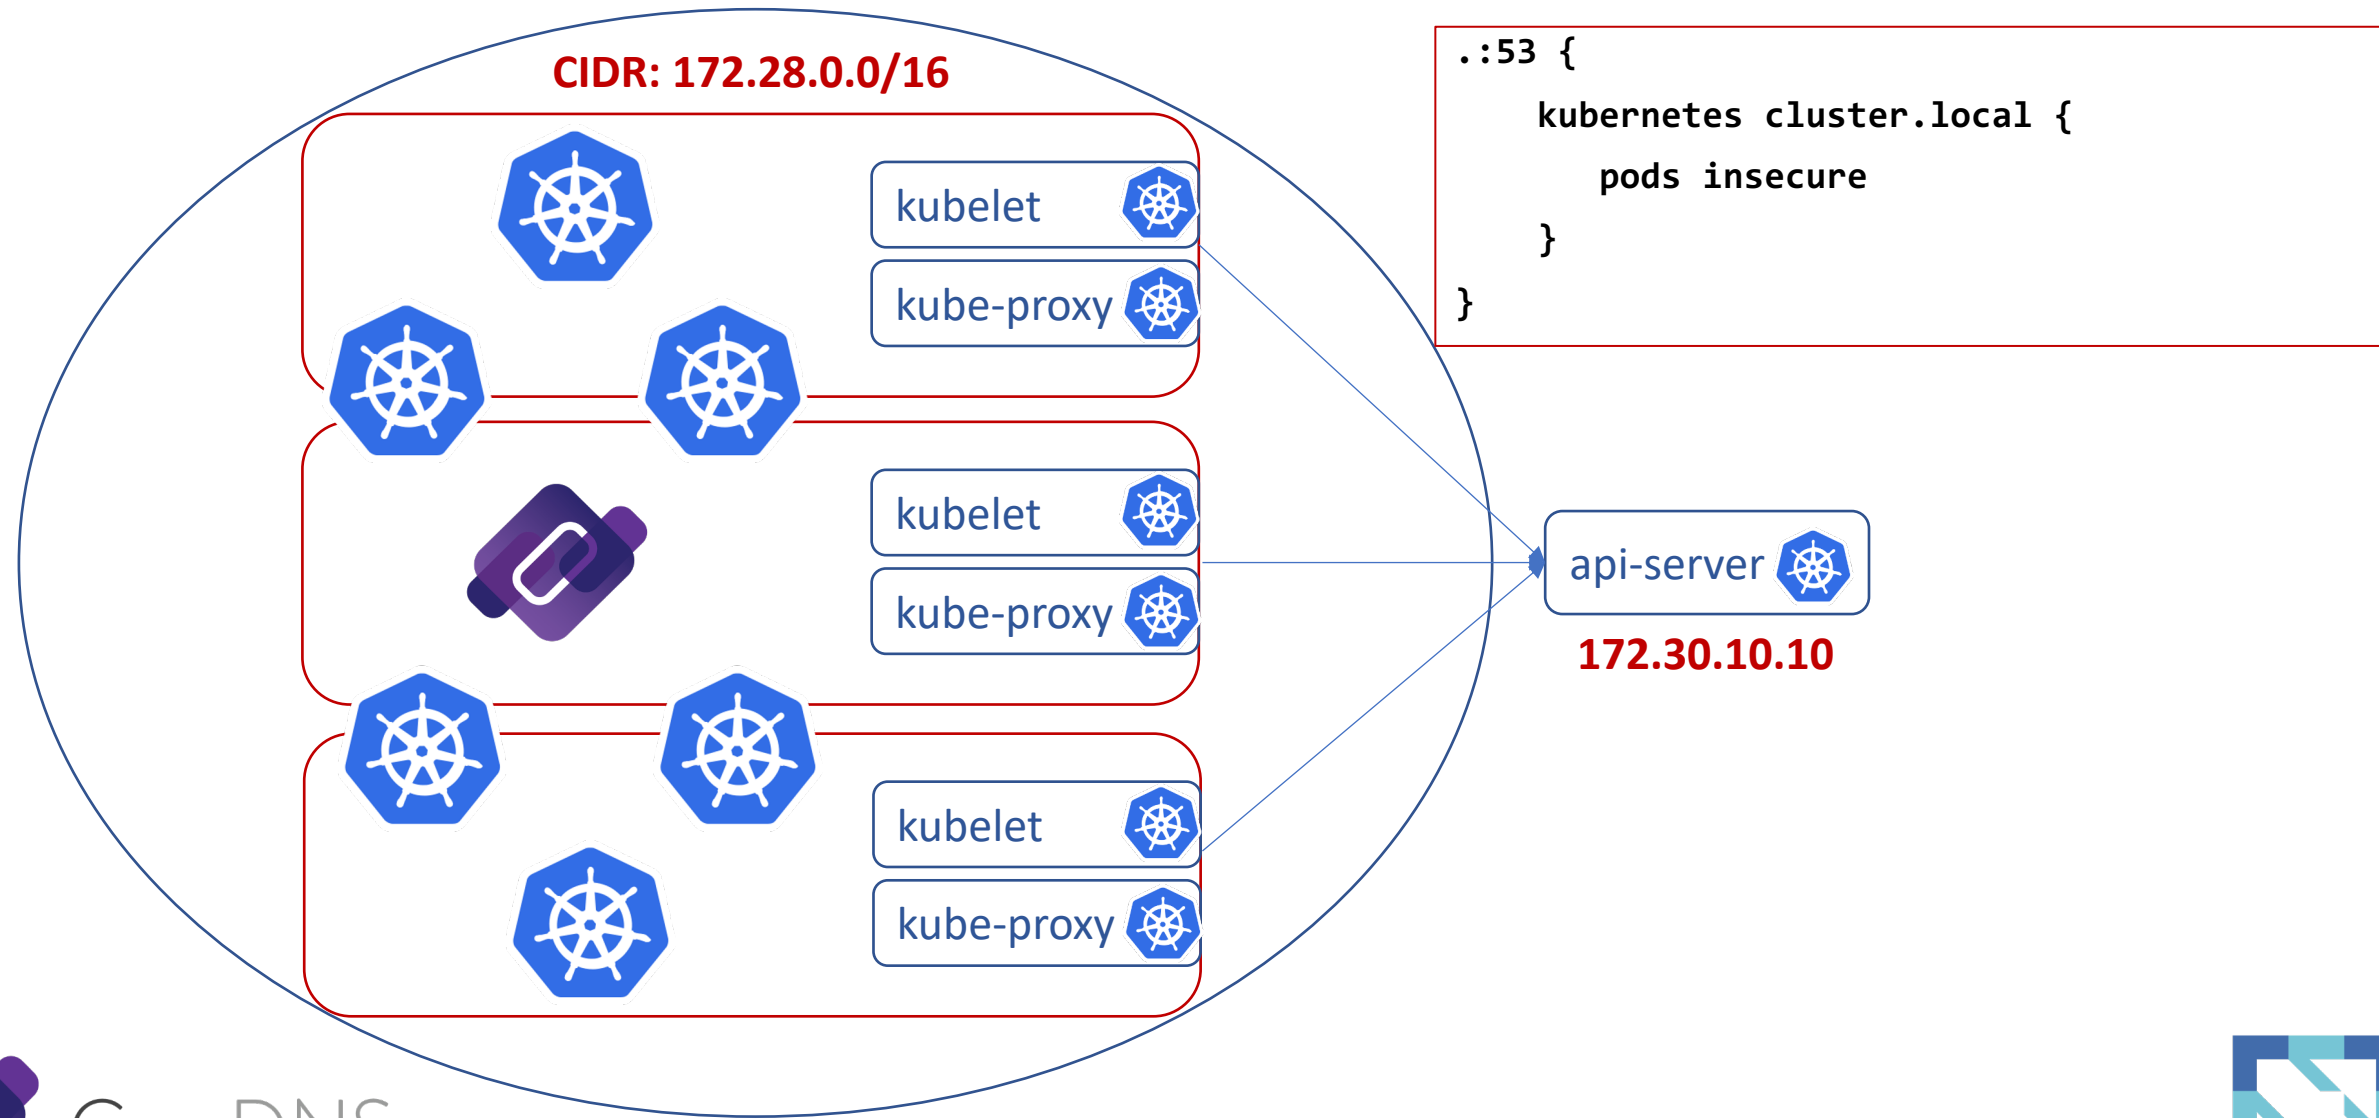 CIDR: 172.28.0.0/16
kubelet
kube-proxy
kubelet
kube-proxy
kubelet
kube-proxy
.:53 {
kubernetes cluster.local {
pods insecure
}
}
api-server
172.30.10.10